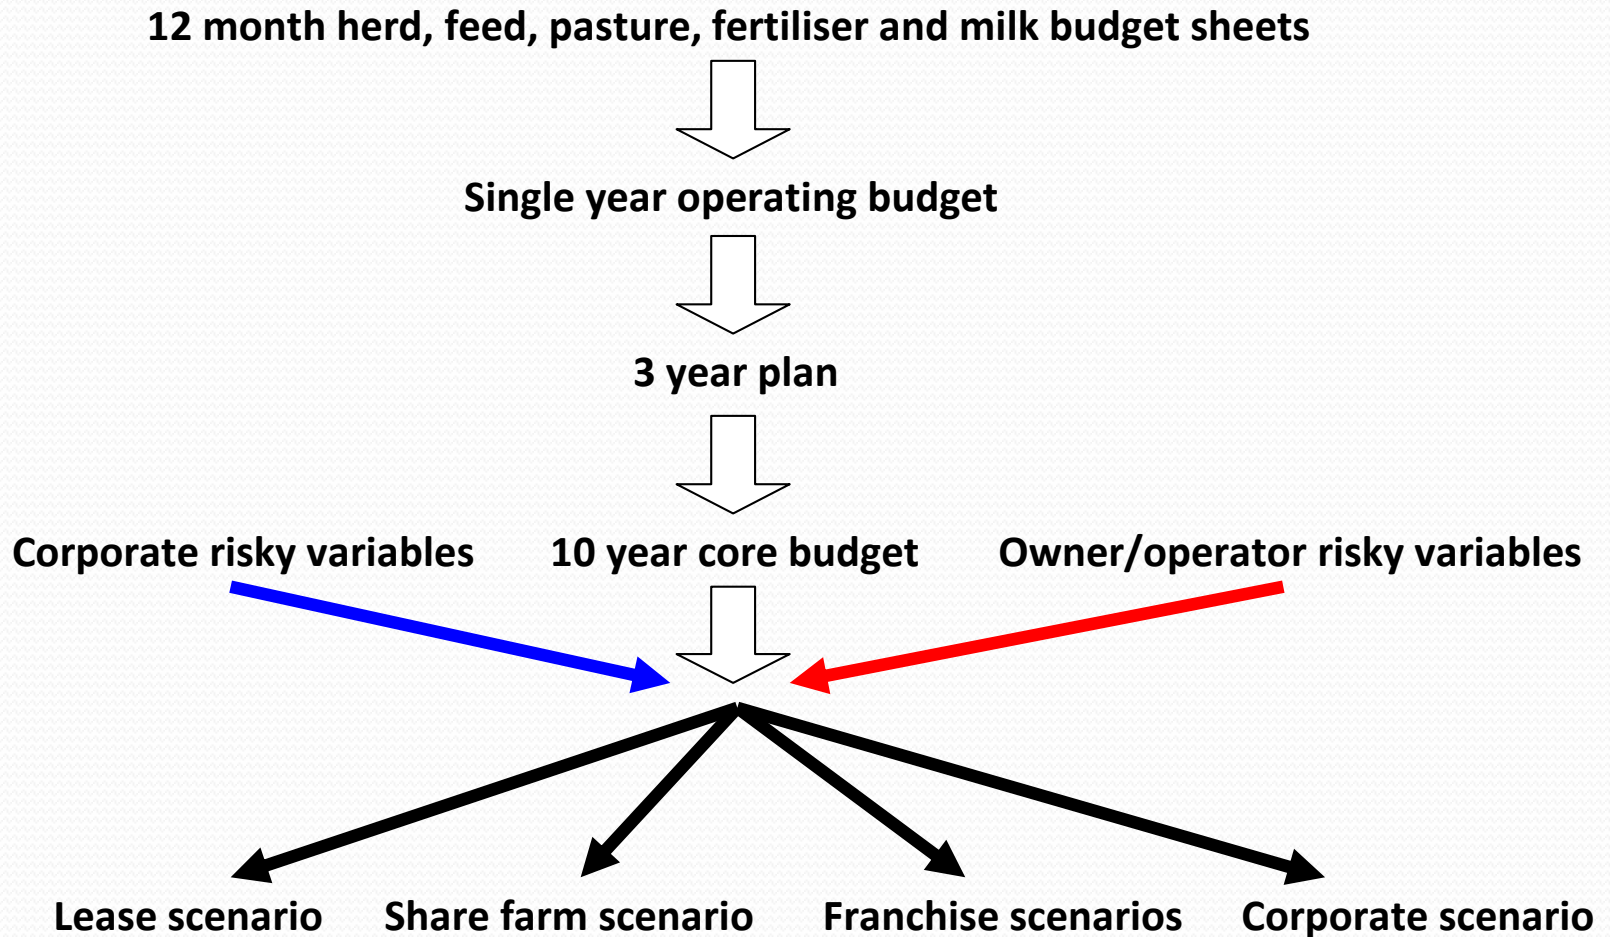 12 month herd, feed, pasture, fertiliser and milk budget sheets
Single year operating budget
3 year plan
Corporate risky variables
10 year core budget
Owner/operator risky variables
Lease scenario
Share farm scenario
Franchise scenarios
Corporate scenario